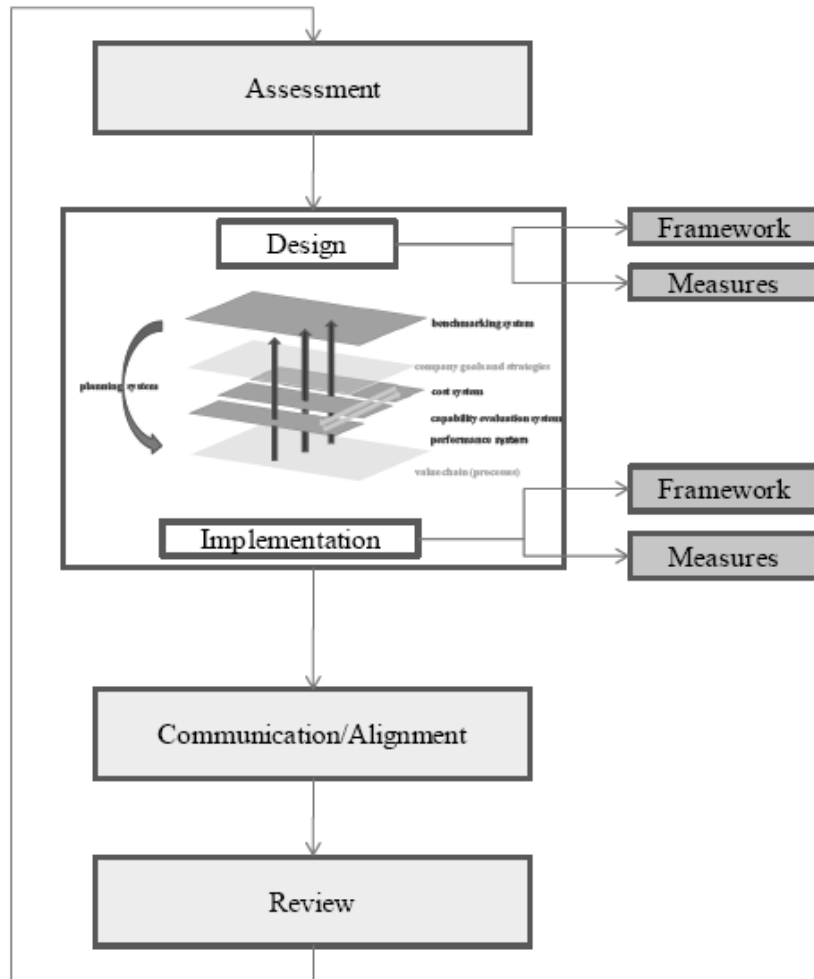 Assessment
Design
Framework
Measures
benchmarking system
company goals and strategies
planning system
cost system
capability evaluation system
performance system
value chain (processes)
Framework
Implementation
Measures
Communication/Alignment
Review